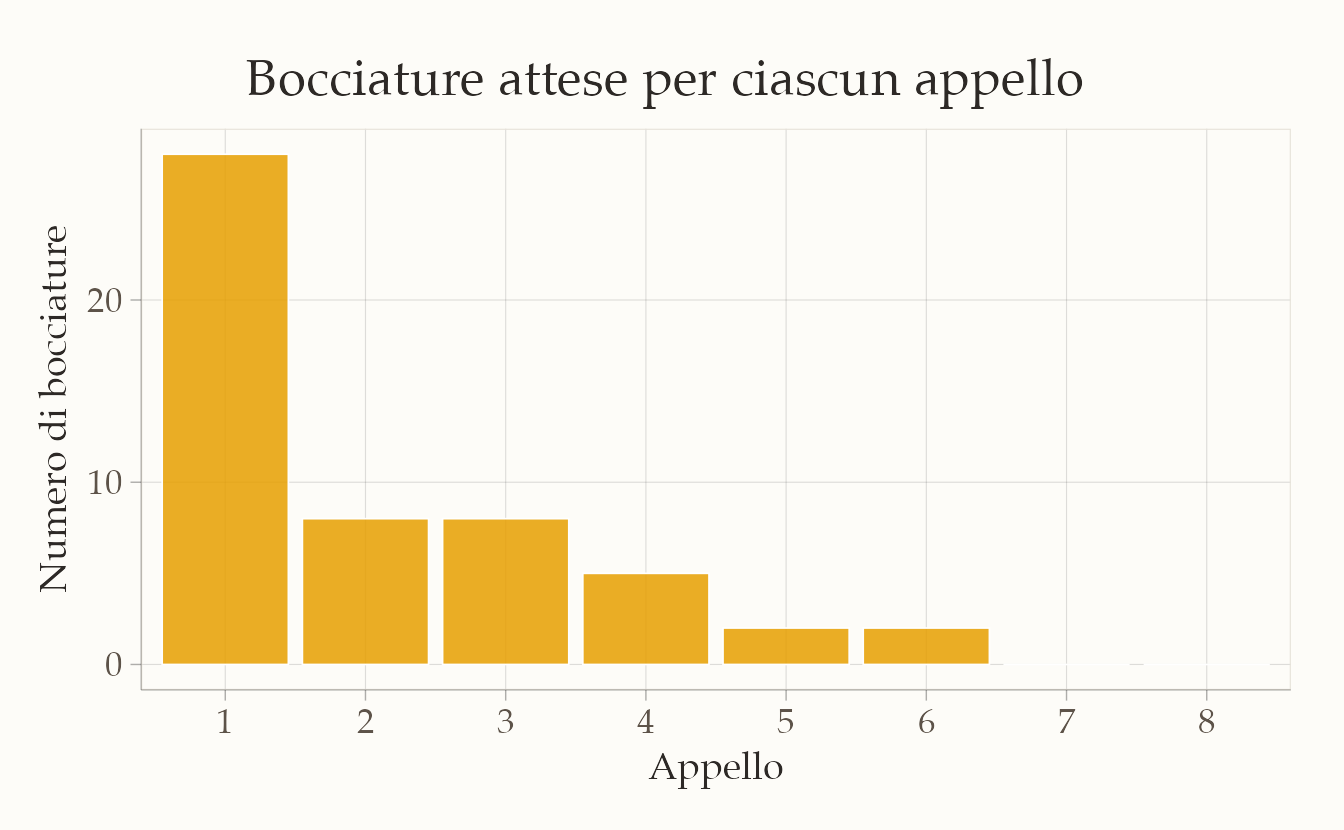 Bocciature attese per ciascun appello
Numero di bocciature
20
10
0
1 2 3 4 5 6 7 8
Appello